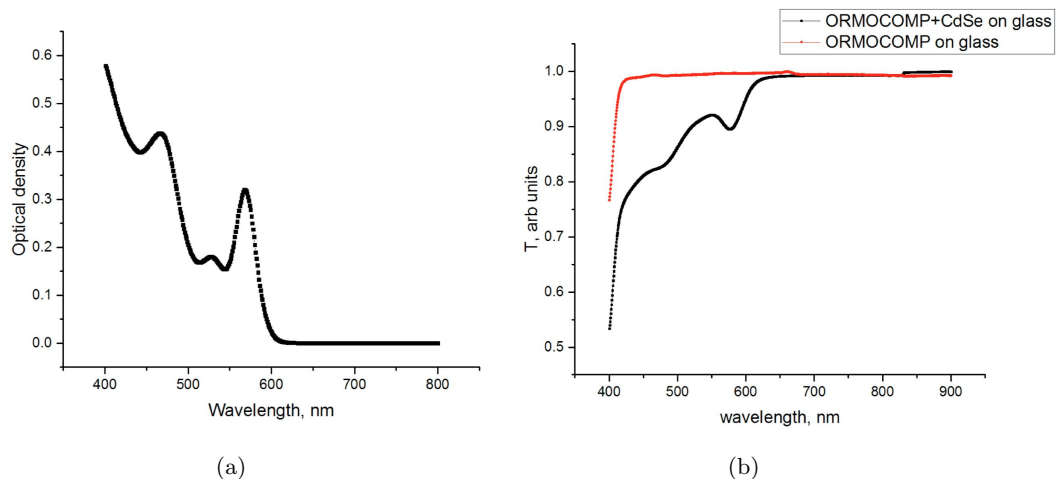 ORMOCOMP+CdSe on glass
ORMOCOMP on glass
0.6
0.5
0.4
0.3
0.2
0.1
0.0
Optical density
400 500 600 700 800
Wavelength, nm
(a)
1.0
0.9
0.8
0.7
0.6
0.5
T, arb units
400 500 600 700 800 900
wavelength, nm
(b)